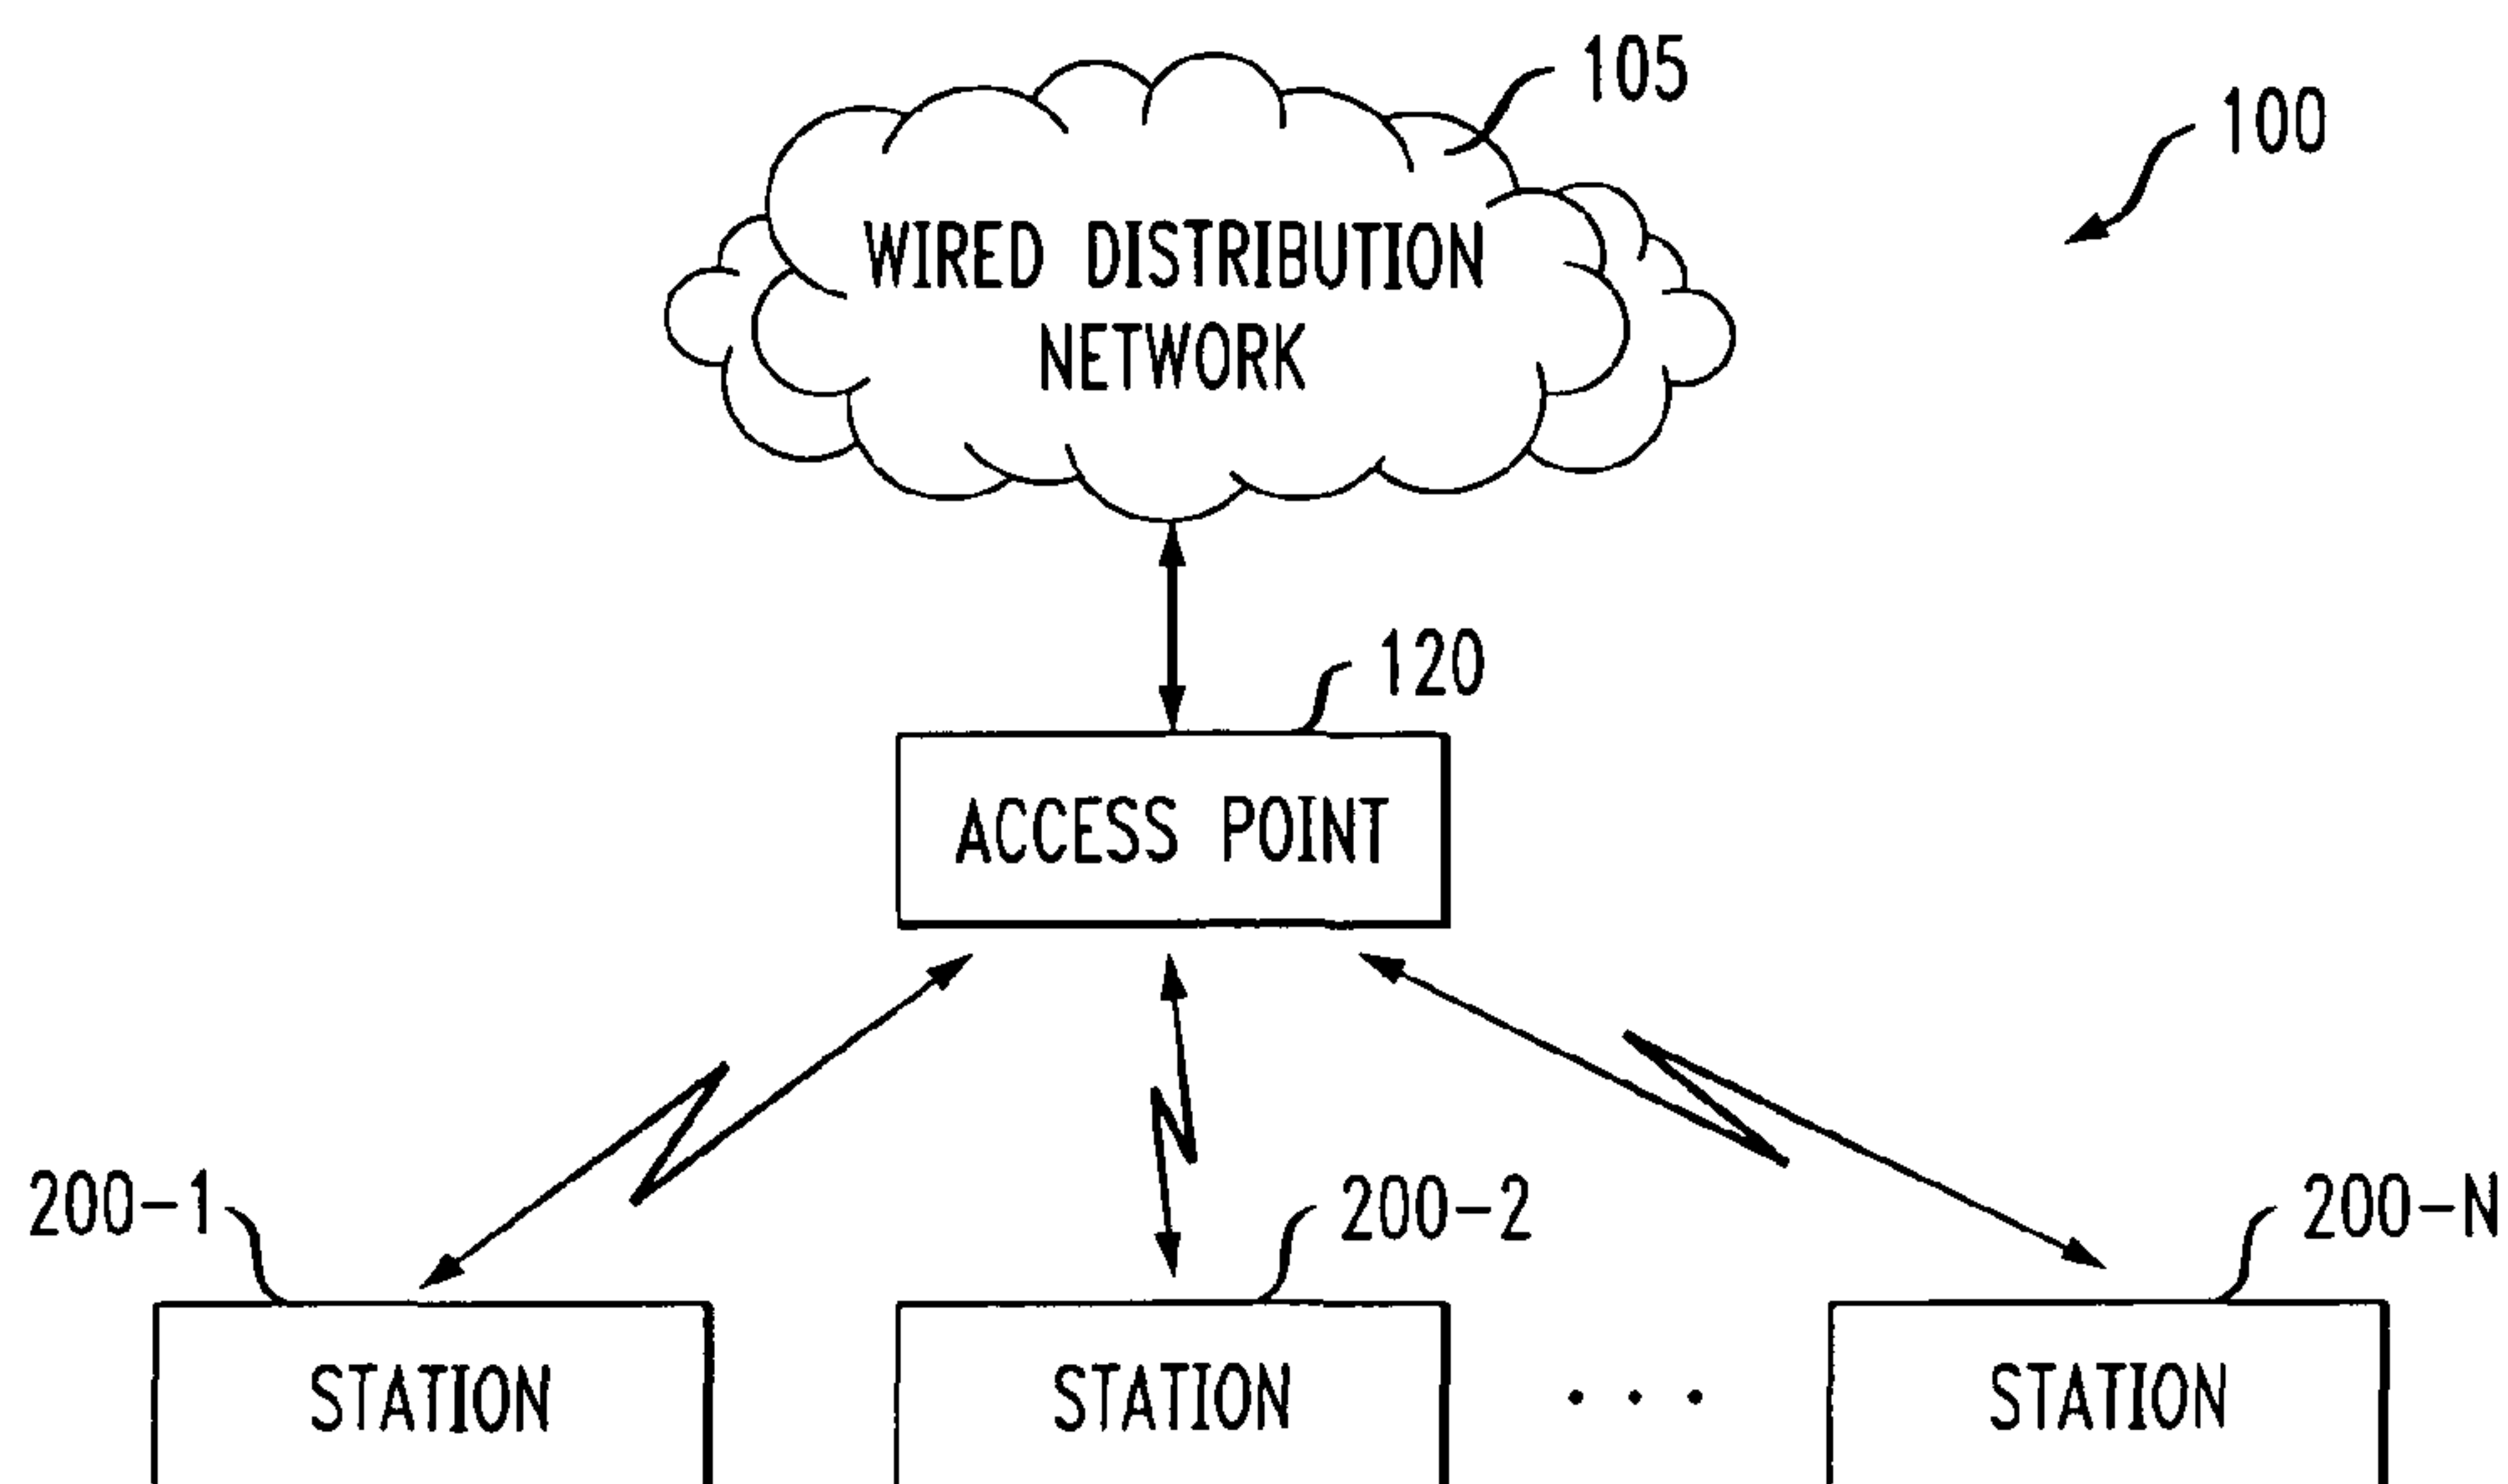 105
100
WIRED DISTRIBUTION
NETWORK
120
ACCESS POINT
200-1
200-2
200-N
STATION
STATION
. . .
STATION